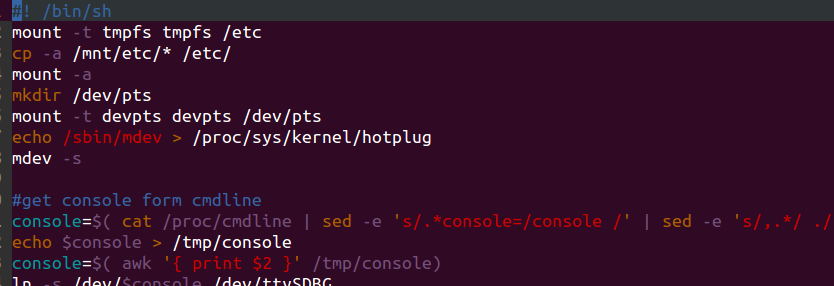 #! /bin/sh
mount -t tmpfs tmpfs /etc
cp -a /mnt/etc/* /etc/
mount -a
mkdir /dev/pts
mount -t devpts devpts /dev/pts
echo /sbin/mdev > /proc/sys/kernel/hotplug
mdev -s
#get console form cmdline
console=$( cat /proc/cmdline | sed -e 's/.*console=/console /' | sed -e 's/,.*/ ./
echo $console > /tmp/console
console=$( awk '{ print $2 }' /tmp/console)
ln -s /dev/$console /dev/ttySDBG